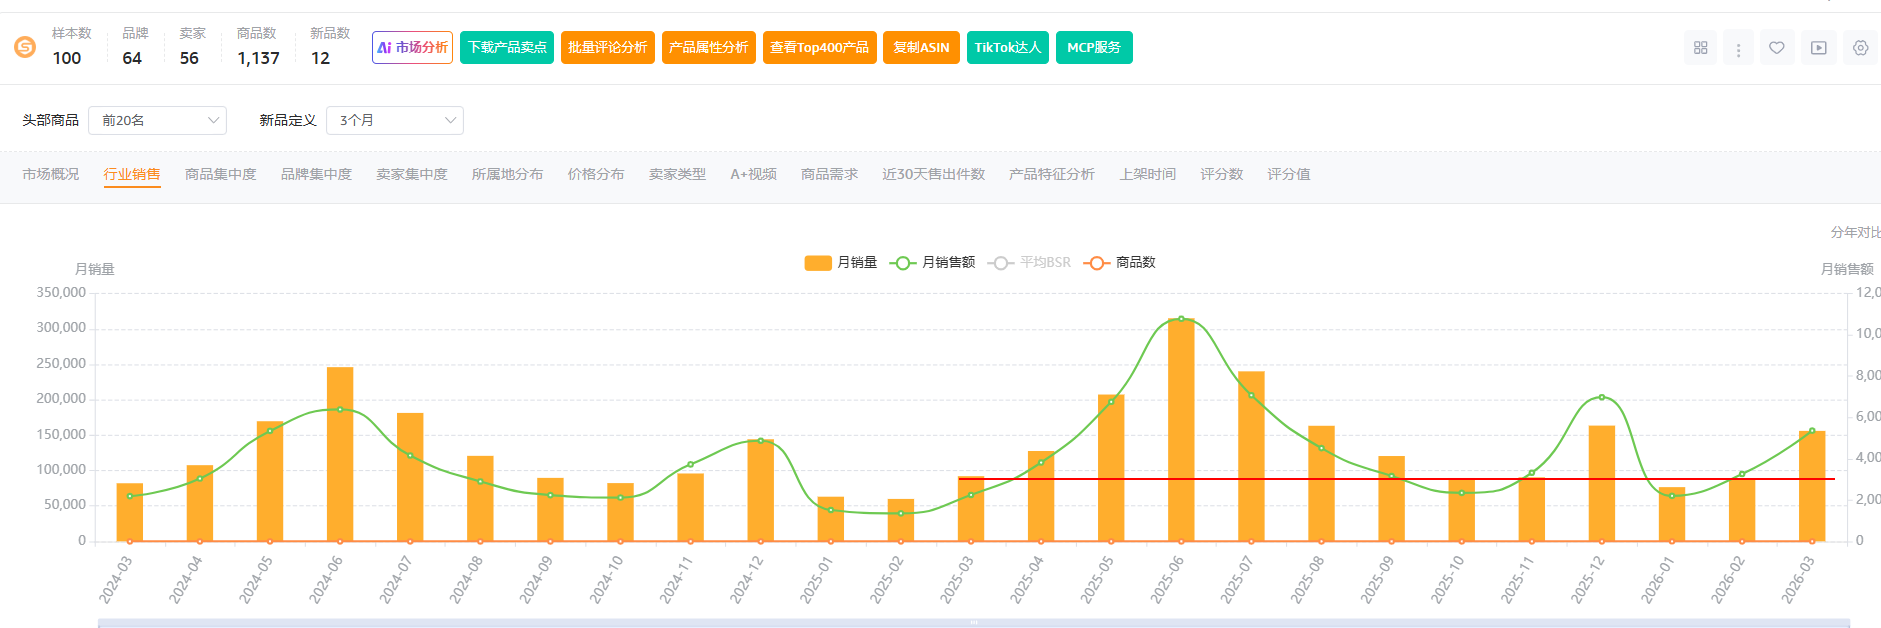 样本数 品牌 卖家 商品数 新品数
100 64 56 1,137 12
Ai 市场分析 下载产品卖点 批量评论分析 产品属性分析 查看Top400产品 复制ASIN TikTok达人 MCP服务
头部商品 前20名 新品定义 3个月
市场概况 行业销售 商品集中度 品牌集中度 卖家集中度 所属地分布 价格分布 卖家类型 A+视频 商品需求 近30天售出件数 产品特征分析 上架时间 评分数 评分值
分年对比
月销量 月销售额 平均BSR 商品数
月销量 月销售额
350,000 12,0
300,000 10,0
250,000 8,00
200,000 6,00
150,000 4,00
100,000 2,00
50,000 0
0
2024-03 2024-04 2024-05 2024-06 2024-07 2024-08 2024-09 2024-10 2024-11 2024-12 2025-01 2025-02 2025-03 2025-04 2025-05 2025-06 2025-07 2025-08 2025-09 2025-10 2025-11 2025-12 2026-01 2026-02 2026-03